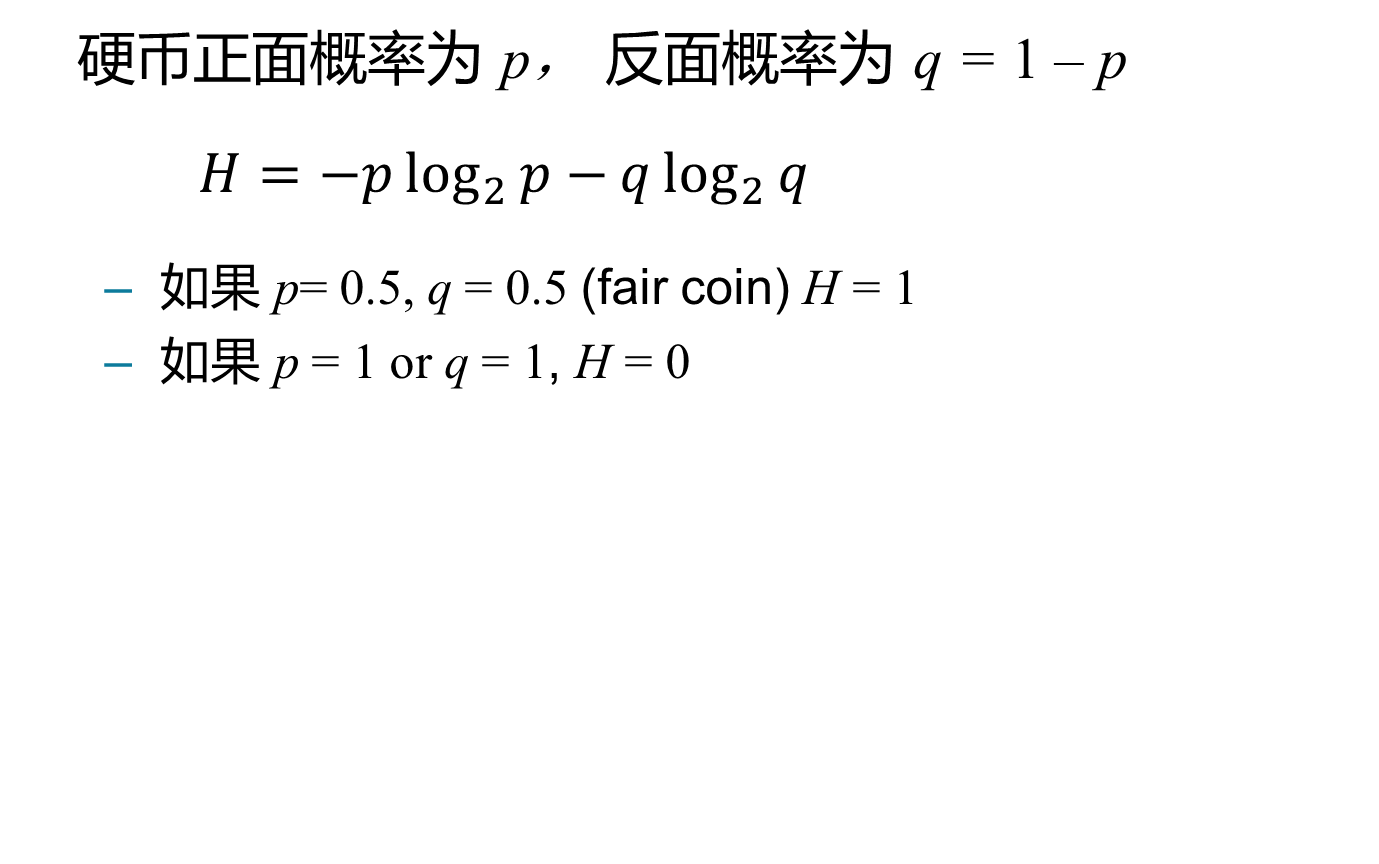 硬币正面概率为 p， 反面概率为 q = 1 – p
H = −p log₂ p − q log₂ q
– 如果 p= 0.5, q = 0.5 (fair coin) H = 1
– 如果 p = 1 or q = 1, H = 0